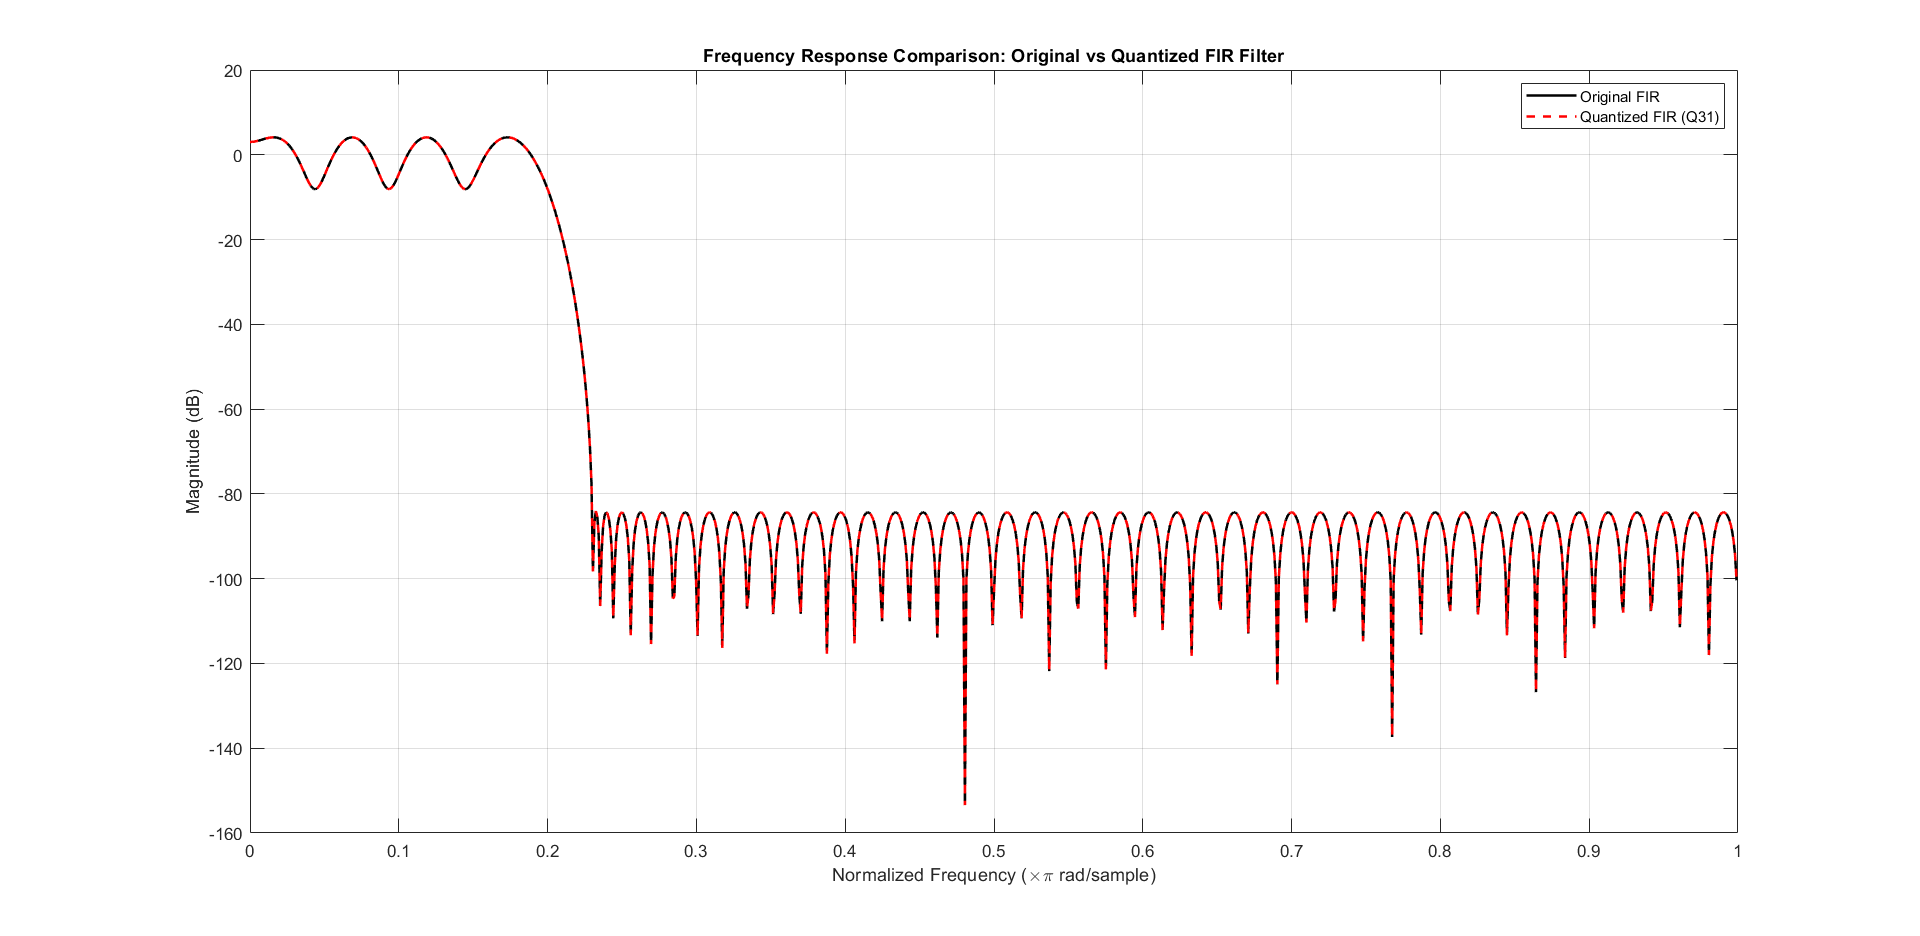 Frequency Response Comparison: Original vs Quantized FIR Filter
Original FIR
Quantized FIR (Q31)
20
0
-20
-40
-60
-80
-100
-120
-140
-160
Magnitude (dB)
0 0.1 0.2 0.3 0.4 0.5 0.6 0.7 0.8 0.9 1
Normalized Frequency (×π rad/sample)